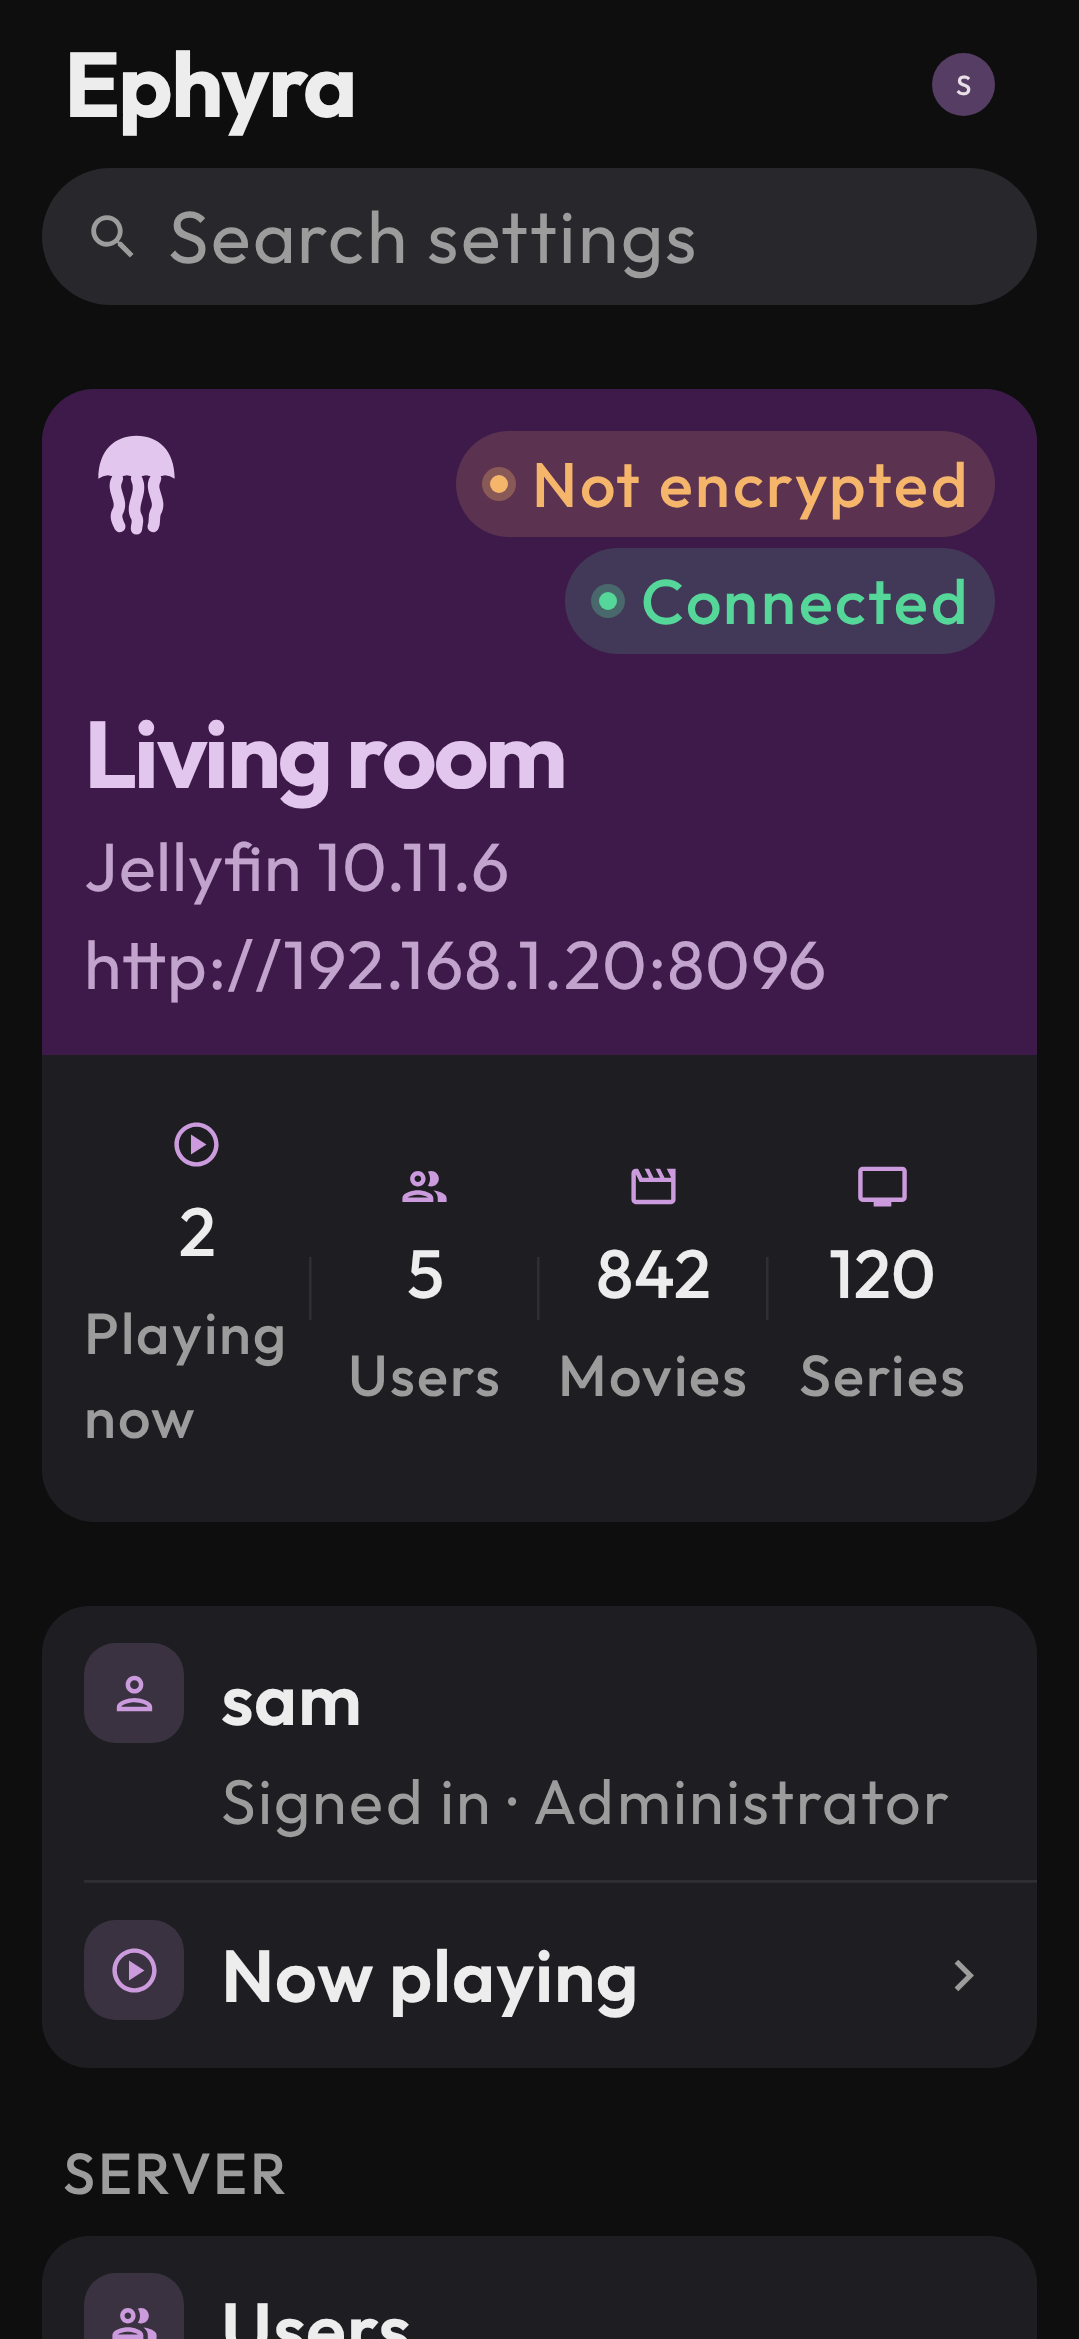 Ephyra
S
Search settings
Not encrypted
Connected
Living room
Jellyfin 10.11.6
http://192.168.1.20:8096
2
Playing
now
5
Users
842
Movies
120
Series
sam
Signed in · Administrator
Now playing
SERVER
Users